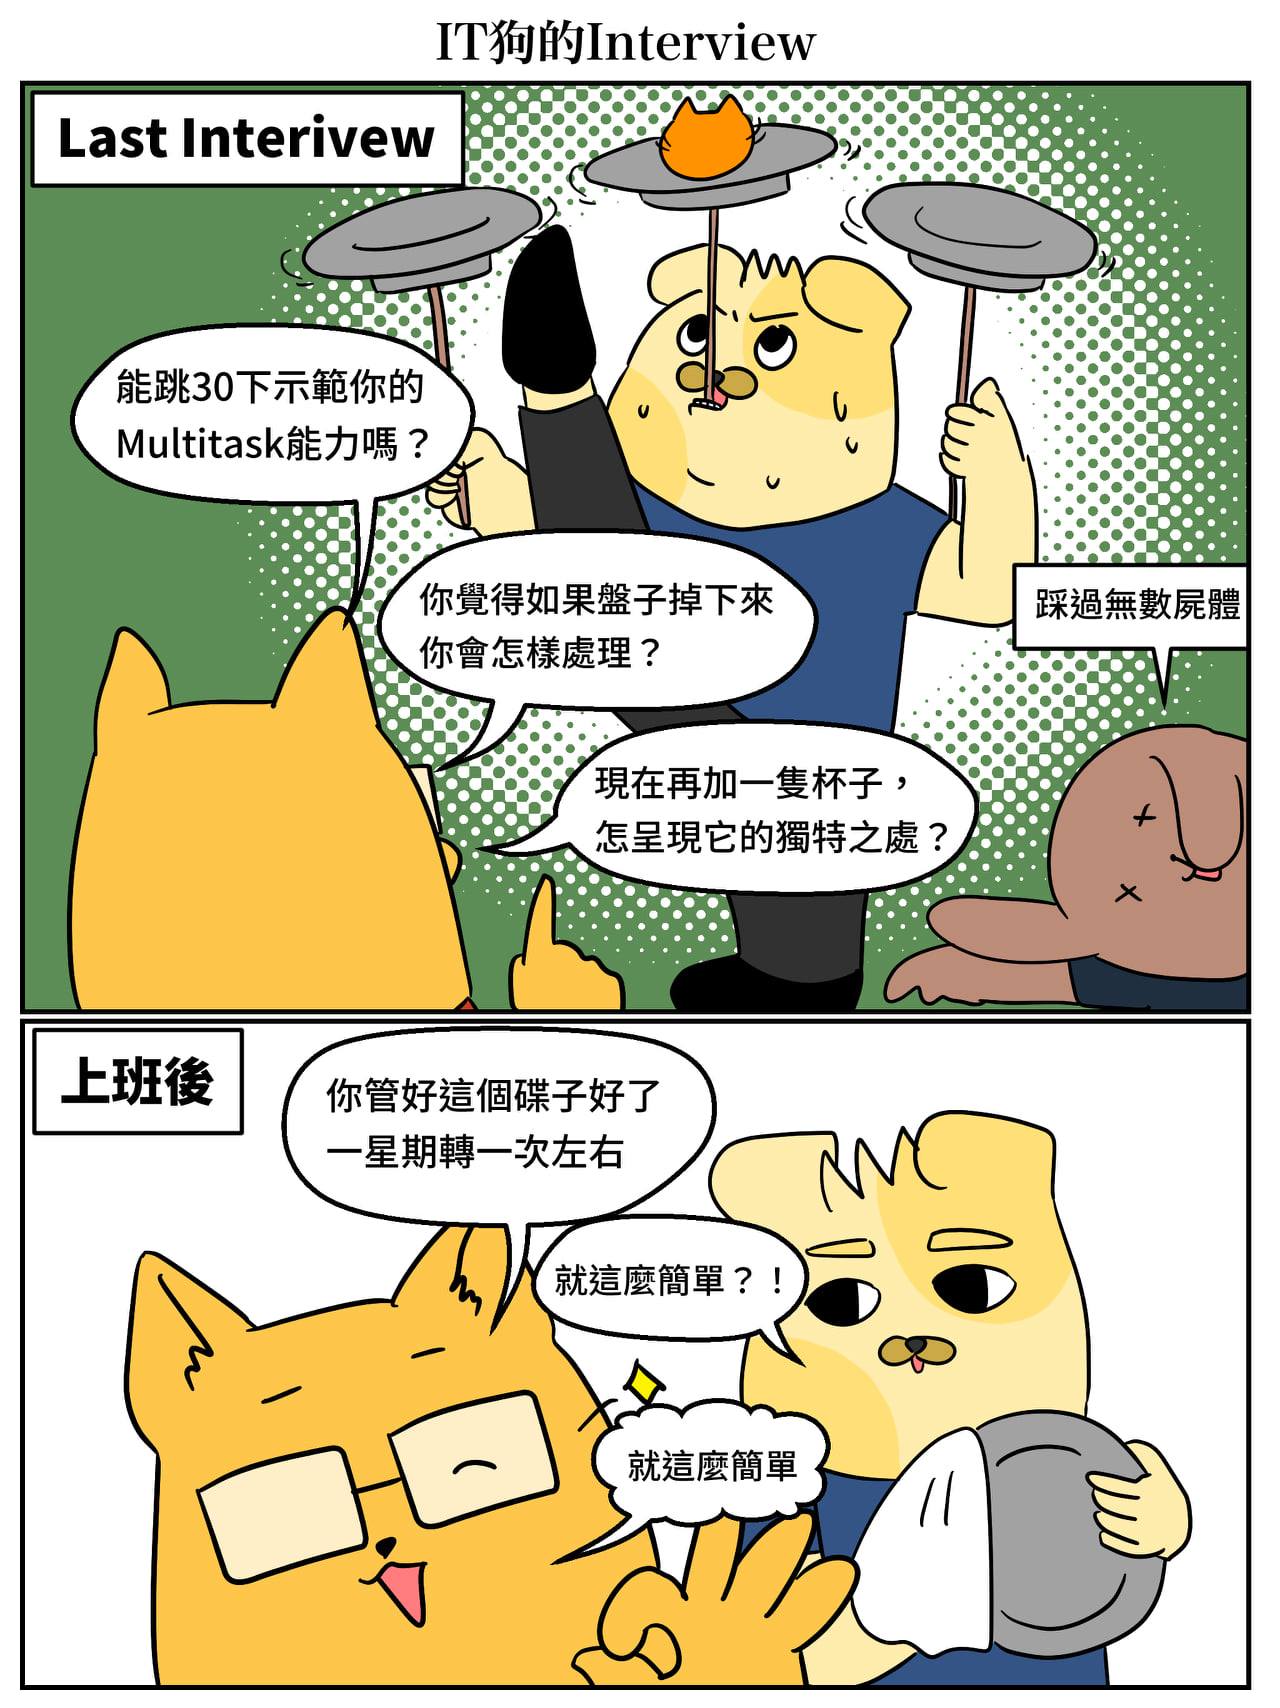 IT狗的Interview
Last Interivew
能跳30下示範你的
Multitask能力嗎？
你覺得如果盤子掉下來
你會怎樣處理？
踩過無數屍體
現在再加一隻杯子，
怎呈現它的獨特之處？
上班後
你管好這個碟子好了
一星期轉一次左右
就這麼簡單？！
就這麼簡單